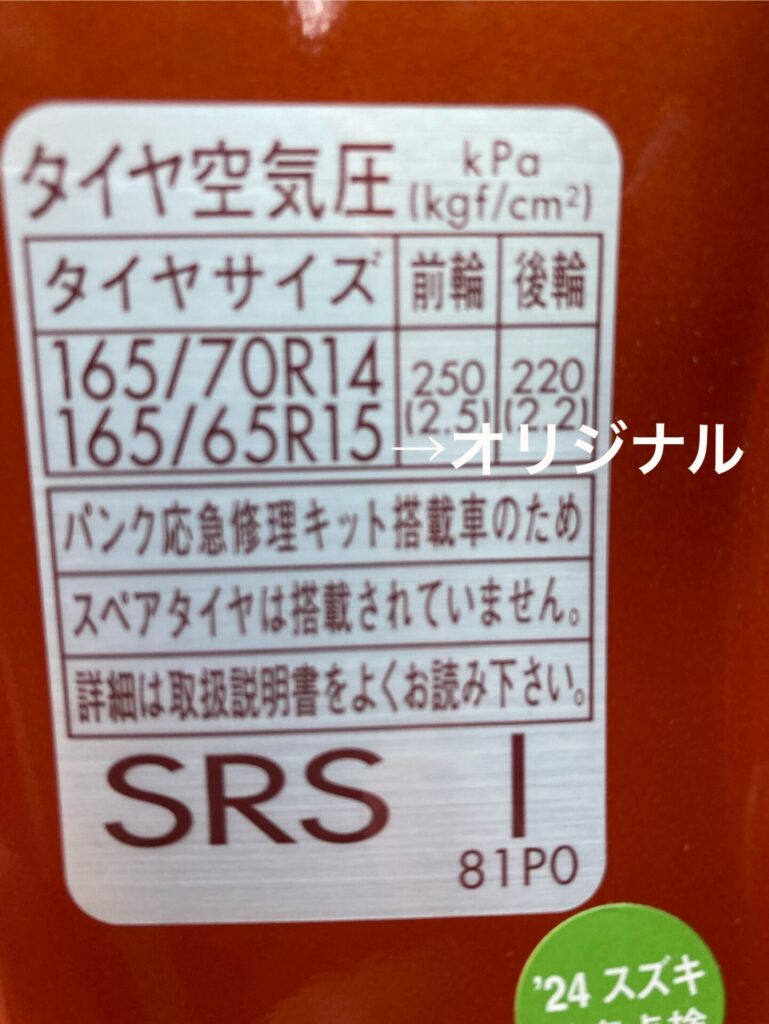 タイヤ空気圧 kPa
(kgf/cm²)
タイヤサイズ 前輪 後輪
165/70R14 250 220
165/65R15 (2.5) (2.2)
→オリジナル
パンク応急修理キット搭載車のため
スペアタイヤは搭載されていません。
詳細は取扱説明書をよくお読み下さい。
SRS I
81P0
'24 スズキ